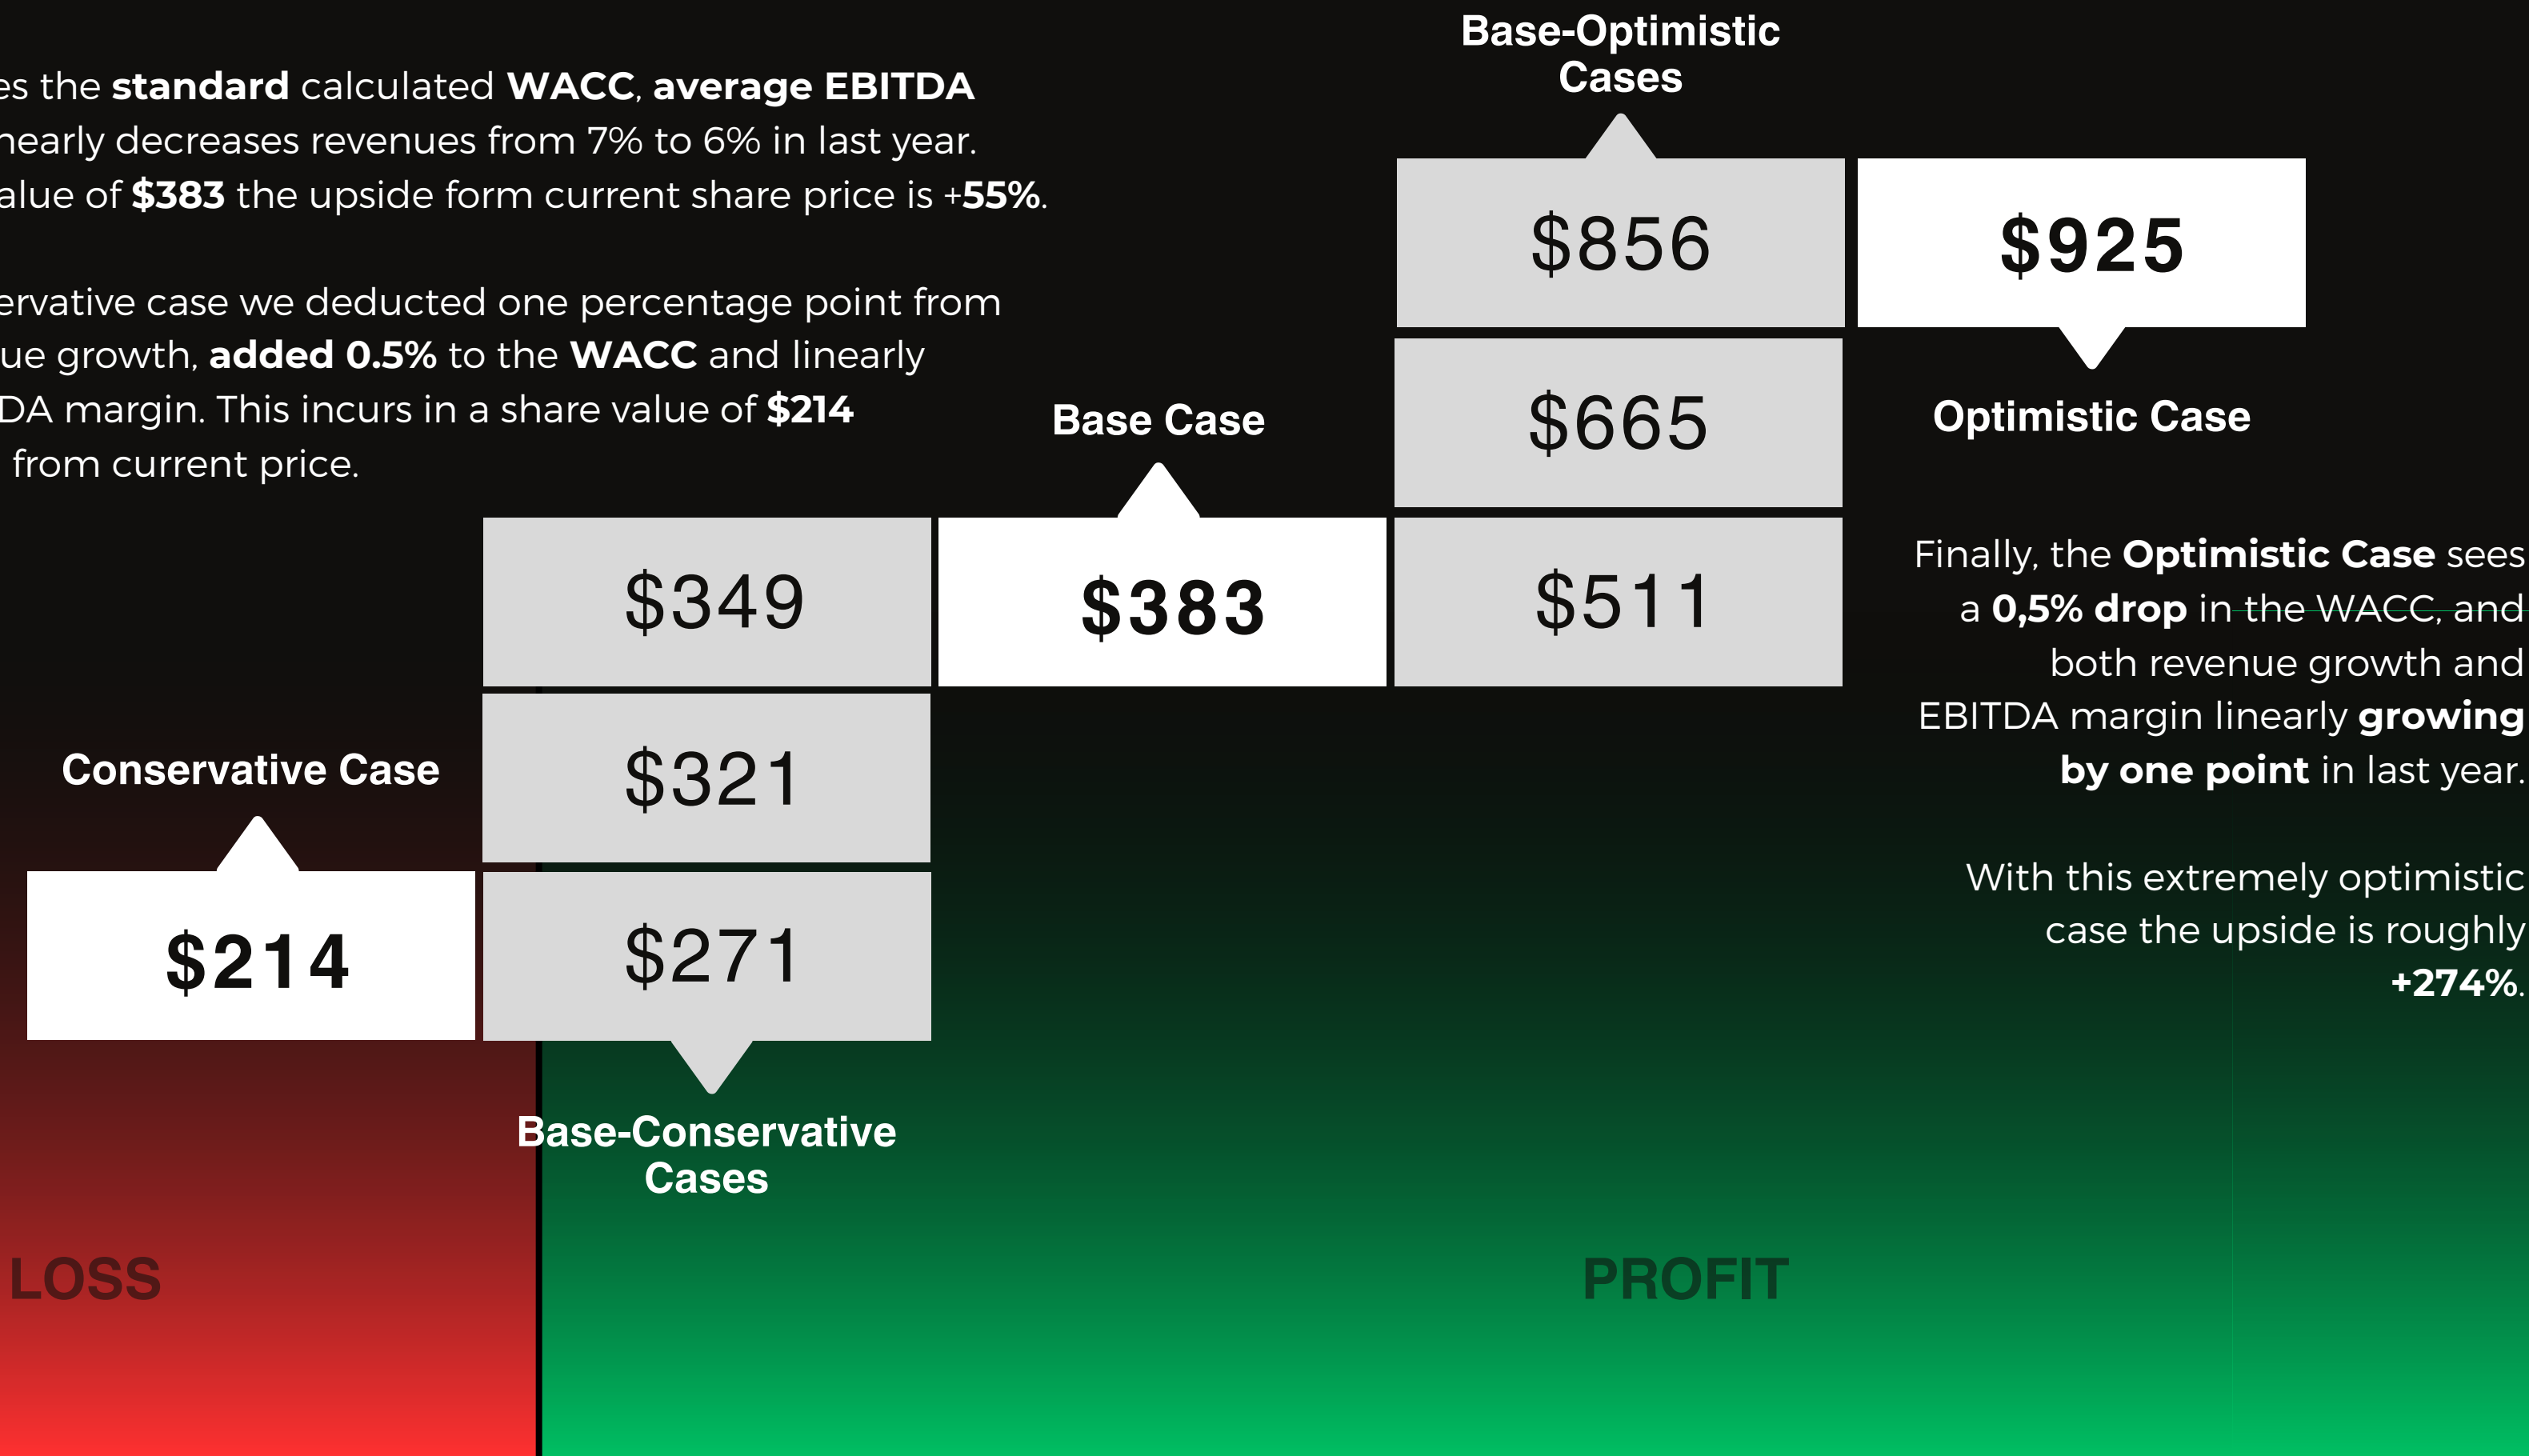 es the standard calculated WACC, average EBITDA
nearly decreases revenues from 7% to 6% in last year.
alue of $383 the upside form current share price is +55%.
ervative case we deducted one percentage point from
ue growth, added 0.5% to the WACC and linearly
DA margin. This incurs in a share value of $214
from current price.
Base-Optimistic
Cases
$856
$925
$665
Optimistic Case
Base Case
$349
$383
$511
Finally, the Optimistic Case sees
a 0,5% drop in the WACC, and
both revenue growth and
EBITDA margin linearly growing
by one point in last year.
With this extremely optimistic
case the upside is roughly
+274%.
$321
Conservative Case
$214
$271
Base-Conservative
Cases
LOSS
PROFIT